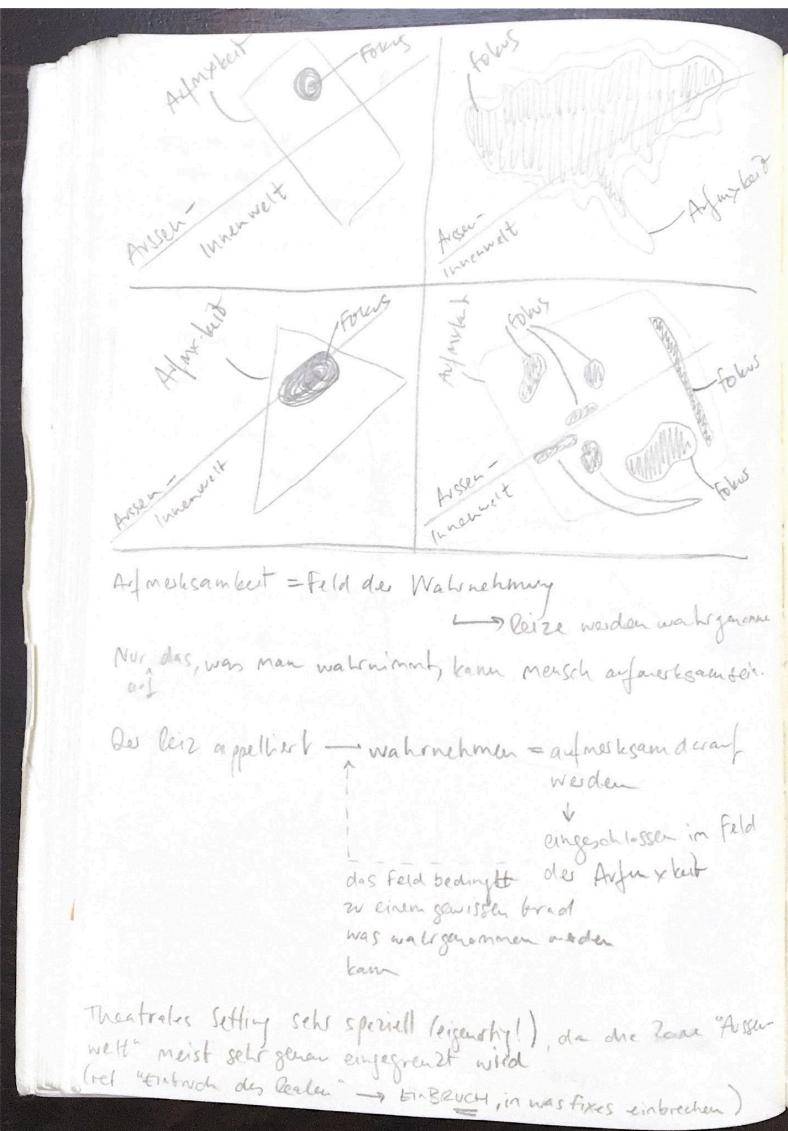 Aufmxkeit
Fokus
Aussen-
Innenwelt
Fokus
Aufmxkeit
Aussen-
Innenwelt
Aufmxkeit
Fokus
Aussen-
Innenwelt
Aufmxkeit
Fokus
Fokus
Fokus
Aussen-
Innenwelt
Aufmerksamkeit = Feld der Wahrnehmung
→ Reize werden wahrgenomme
Nur auf das, was man wahrnimmt, kann mensch aufmerksam sein.
Der Reiz appelliert → wahrnehmen = aufmerksam darauf
werden
↓
eingeschlossen im Feld
der Aufmxkeit
das Feld bedingt
zu einem gewissen Grad
was wahrgenommen werden
kann
Theatrales Setting sehr speziell (eigenartig!), da die Zone "Aussen-
welt" meist sehr genau eingegrenzt wird
(ref "Einbruch des Realen" → EinBRUCH, in was fixes einbrechen)